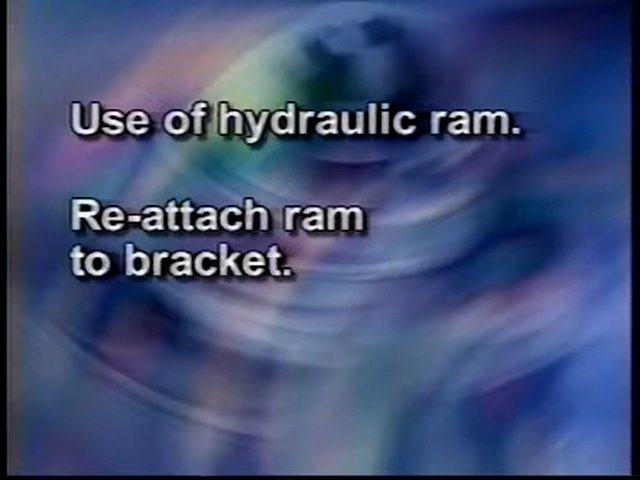 Use of hydraulic ram.
Re-attach ram
to bracket.